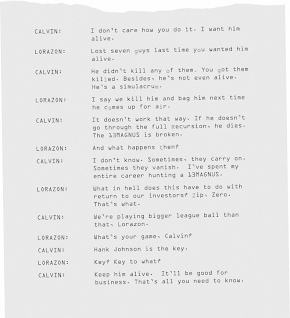 CALVIN: I don't care how you do it. I want him
alive.
LORAZON: Lost seven guys last time you wanted him
alive.
CALVIN: He didn't kill any of them. You got them
killed. Besides, he's not even alive.
He's a simulacrum.
LORAZON: I say we kill him and bag him next time
he comes up for air.
CALVIN: It doesn't work that way. If he doesn't
go through the full recursion, he dies.
The 13MAGNUS is broken.
LORAZON: And what happens then?
CALVIN: I don't know. Sometimes, they carry on.
Sometimes they vanish. I've spent my
entire career hunting a 13MAGNUS.
LORAZON: What in hell does this have to do with
return to our investors? Zip. Zero.
That's what.
CALVIN: We're playing bigger league ball than
that, Lorazon.
LORAZON: What's your game, Calvin?
CALVIN: Hank Johnson is the key.
LORAZON: Key? Key to what?
CALVIN: Keep him alive. It'll be good for
business. That's all you need to know.